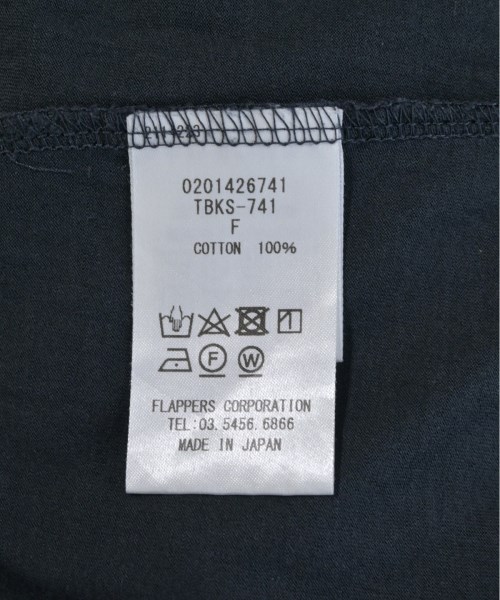 0201426741
TBKS-741
F
COTTON 100%
F W
FLAPPERS CORPORATION
TEL:03.5456.6866
MADE IN JAPAN